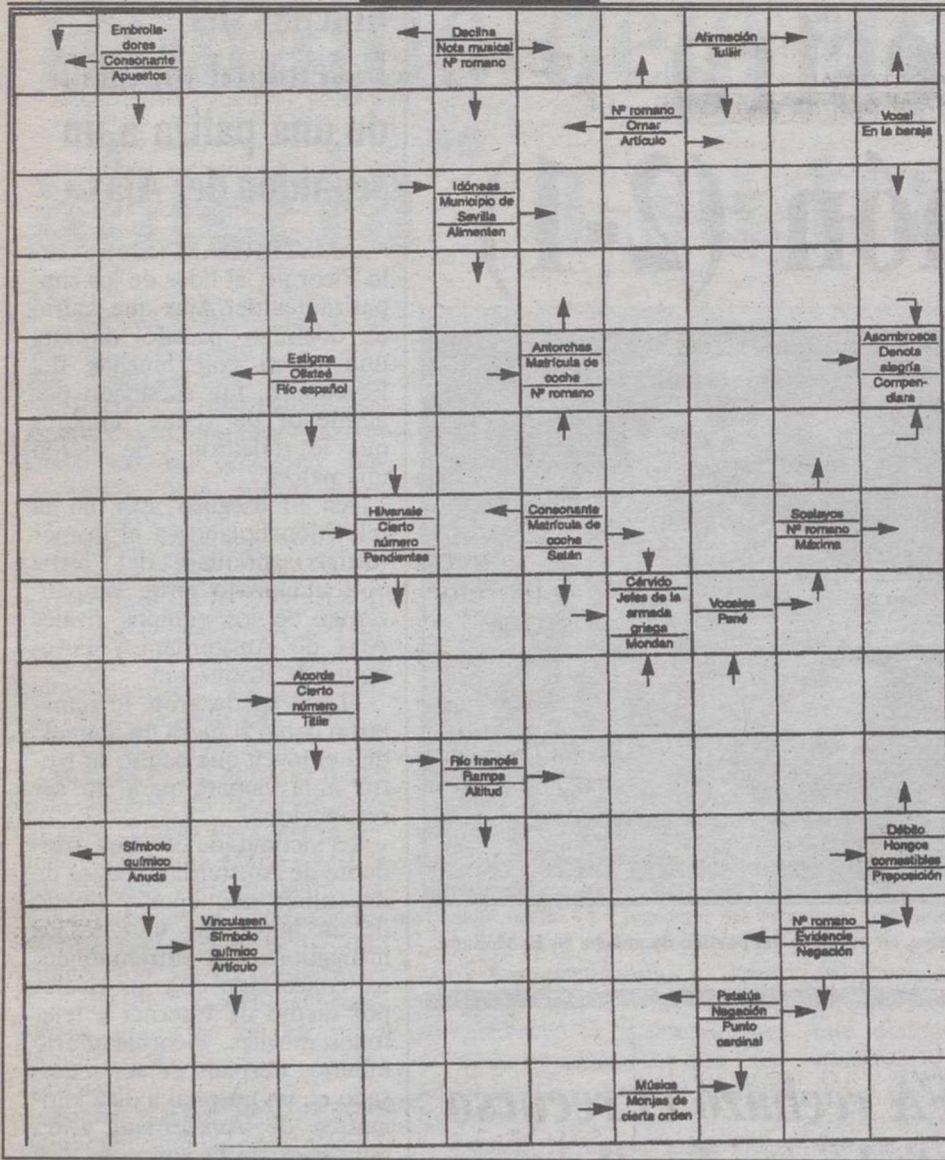 Embrolla-
dores
Consonante
Apuestos
Declina
Nota musical
Nº romano
Afirmación
Tullir
Nº romano
Ornar
Artículo
Vocal
En la baraja
Idóneas
Municipio de
Sevilla
Alimenten
Estigma
Ollateé
Río español
Antorchas
Matrícula de
coche
Nº romano
Asombrosos
Denota
alegría
Compen-
diara
Hilvanale
Cierto
número
Pendientes
Consonante
Matrícula de
coche
Satán
Soslayos
Nº romano
Máxima
Cérvido
Jefes de la
armada
griega
Mondan
Vocales
Pené
Acorde
Cierto
número
Titile
Río francés
Rampa
Altitud
Símbolo
químico
Anuda
Débito
Hongos
comestibles
Preposición
Vinculasen
Símbolo
químico
Artículo
Nº romano
Evidencie
Negación
Patatús
Negación
Punto
cardinal
Música
Monjas de
cierta orden